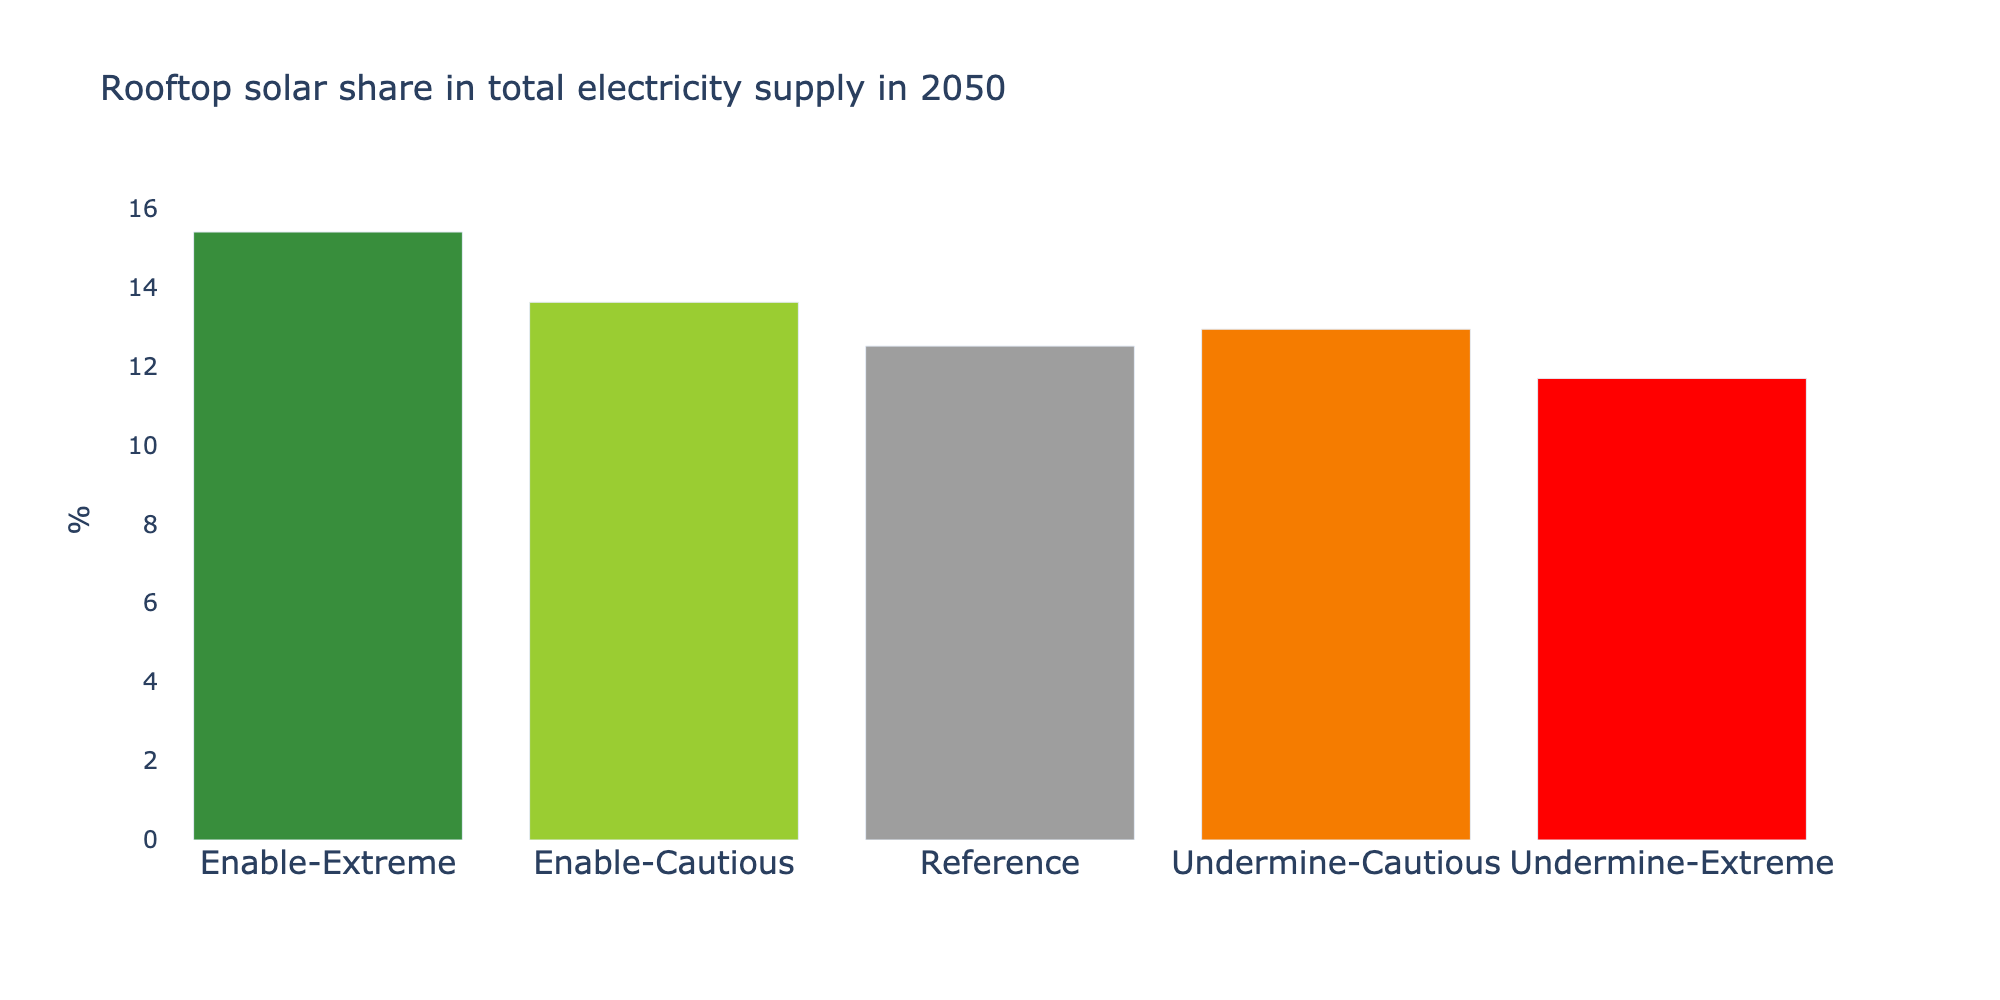 Rooftop solar share in total electricity supply in 2050
16
14
12
10
8
6
4
2
0
%
Enable-Extreme
Enable-Cautious
Reference
Undermine-Cautious
Undermine-Extreme